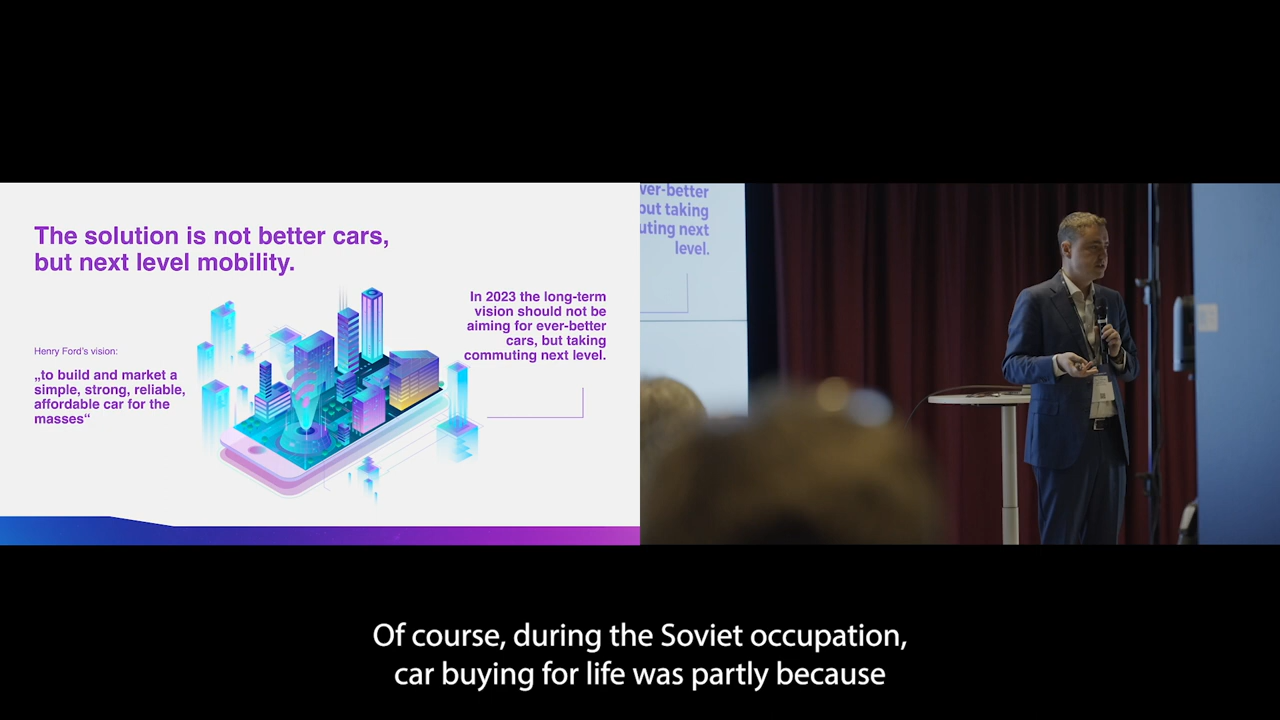 The solution is not better cars,
but next level mobility.
In 2023 the long-term
vision should not be
aiming for ever-better
cars, but taking
commuting next level.
Henry Ford's vision:
„to build and market a
simple, strong, reliable,
affordable car for the
masses“
ver-better
out taking
uting next
level.
Of course, during the Soviet occupation,
car buying for life was partly because